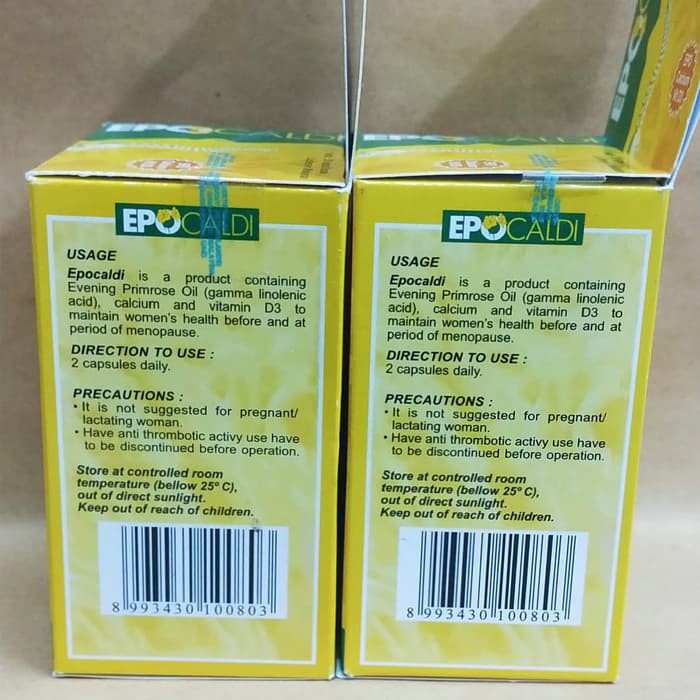 EPOCALDI
EPOCALDI
EPO
EPOCALDI
USAGE
Epocaldi is a product containing
Evening Primrose Oil (gamma linolenic
acid), calcium and vitamin D3 to
maintain women's health before and at
period of menopause.
DIRECTION TO USE :
2 capsules daily.
PRECAUTIONS :
• It is not suggested for pregnant/
lactating woman.
• Have anti thrombotic activy use have
to be discontinued before operation.
Store at controlled room
temperature (bellow 25º C),
out of direct sunlight.
Keep out of reach of children.
8 993430 100803
EPOCALDI
USAGE
Epocaldi is a product containing
Evening Primrose Oil (gamma linolenic
acid), calcium and vitamin D3 to
maintain women's health before and at
period of menopause.
DIRECTION TO USE :
2 capsules daily.
PRECAUTIONS :
• It is not suggested for pregnant/
lactating woman.
• Have anti thrombotic activy use have
to be discontinued before operation.
Store at controlled room
temperature (bellow 25º C),
out of direct sunlight.
Keep out of reach of children.
8 993430 100803